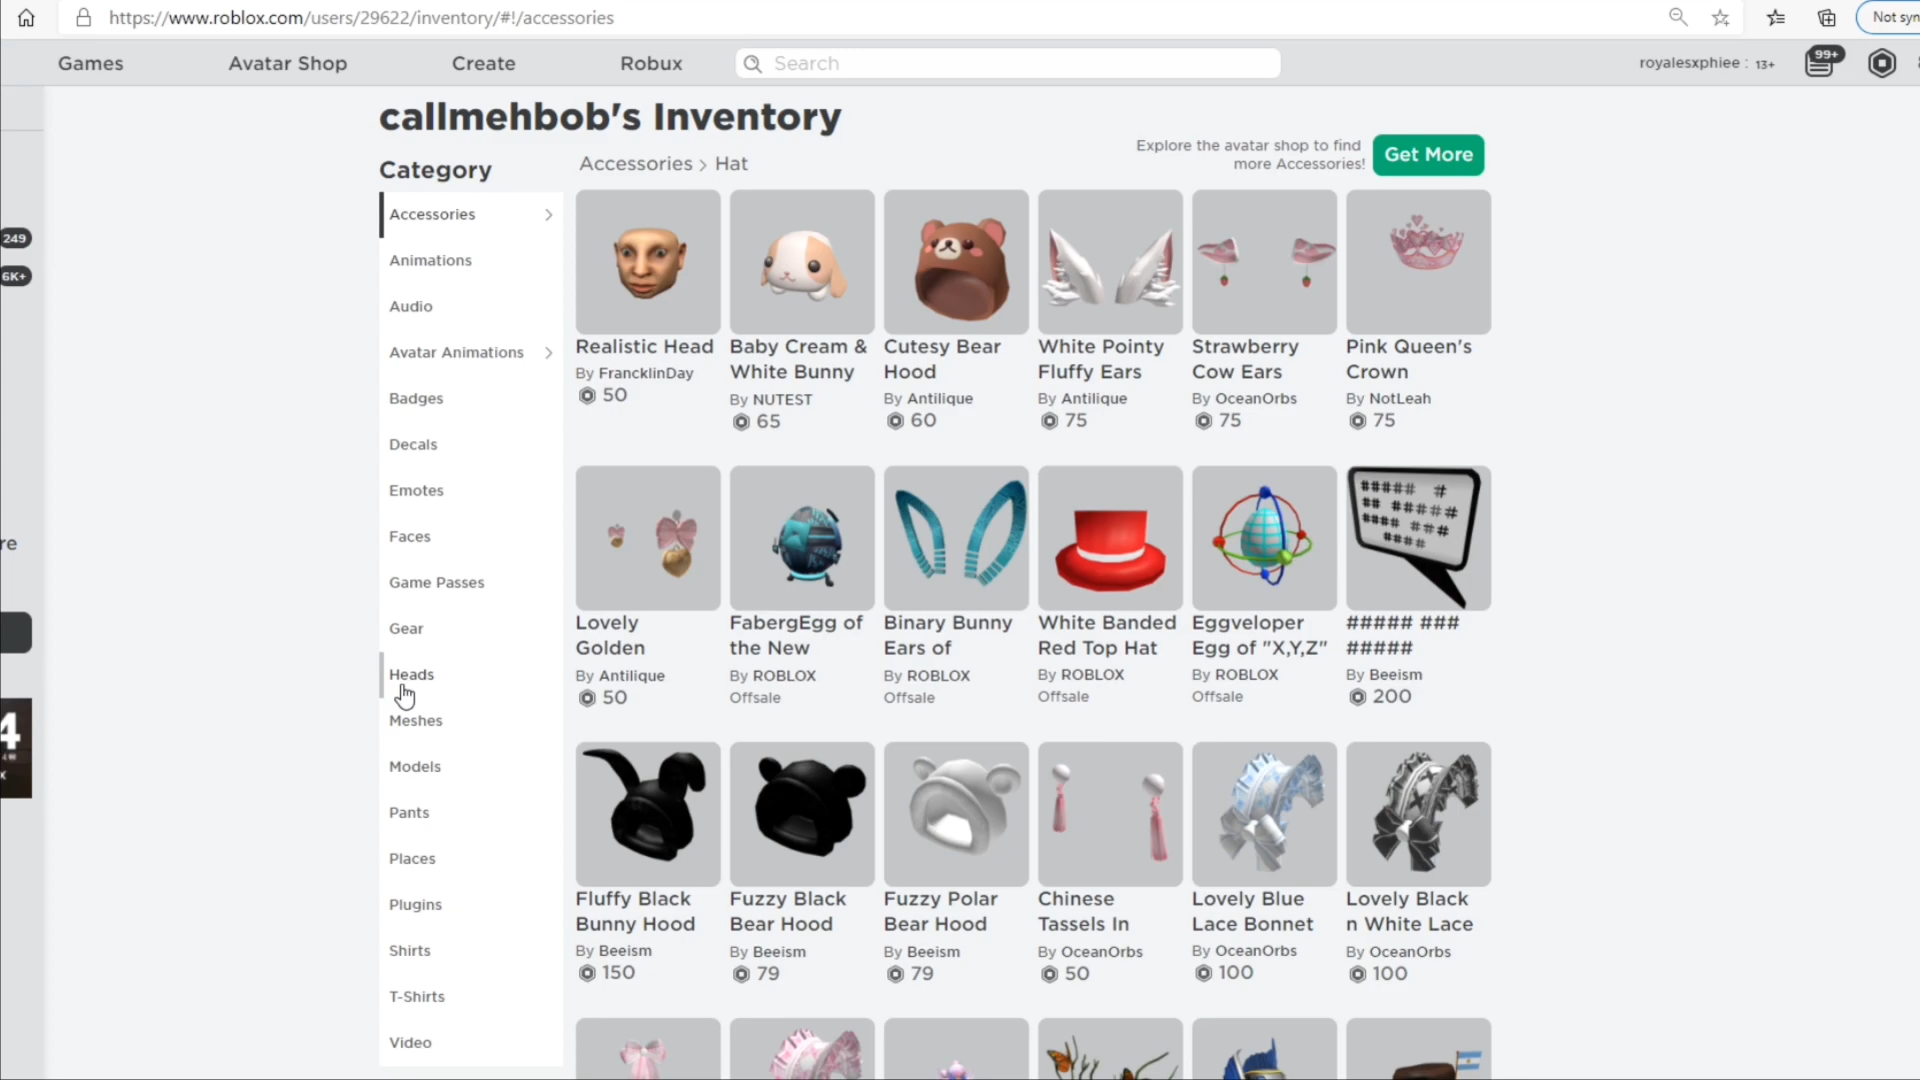 https://www.roblox.com/users/29622/inventory/#!/accessories
Not syn
Games
Avatar Shop
Create
Robux
Search
royalesxphiee : 13+
99+
callmehbob's Inventory
Category
Accessories > Hat
Explore the avatar shop to find
more Accessories!
Get More
249
6K+
re
4
Accessories
Animations
Audio
Avatar Animations
Badges
Decals
Emotes
Faces
Game Passes
Gear
Heads
Meshes
Models
Pants
Places
Plugins
Shirts
T-Shirts
Video
Realistic Head
By FrancklinDay
50
Baby Cream &
White Bunny
By NUTEST
65
Cutesy Bear
Hood
By Antilique
60
White Pointy
Fluffy Ears
By Antilique
75
Strawberry
Cow Ears
By OceanOrbs
75
Pink Queen's
Crown
By NotLeah
75
Lovely
Golden
By Antilique
50
FabergEgg of
the New
By ROBLOX
Offsale
Binary Bunny
Ears of
By ROBLOX
Offsale
White Banded
Red Top Hat
By ROBLOX
Offsale
Eggveloper
Egg of "X,Y,Z"
By ROBLOX
Offsale
##### #
## #####
#### ###
####
##### ###
#####
By Beeism
200
Fluffy Black
Bunny Hood
By Beeism
150
Fuzzy Black
Bear Hood
By Beeism
79
Fuzzy Polar
Bear Hood
By Beeism
79
Chinese
Tassels In
By OceanOrbs
50
Lovely Blue
Lace Bonnet
By OceanOrbs
100
Lovely Black
n White Lace
By OceanOrbs
100